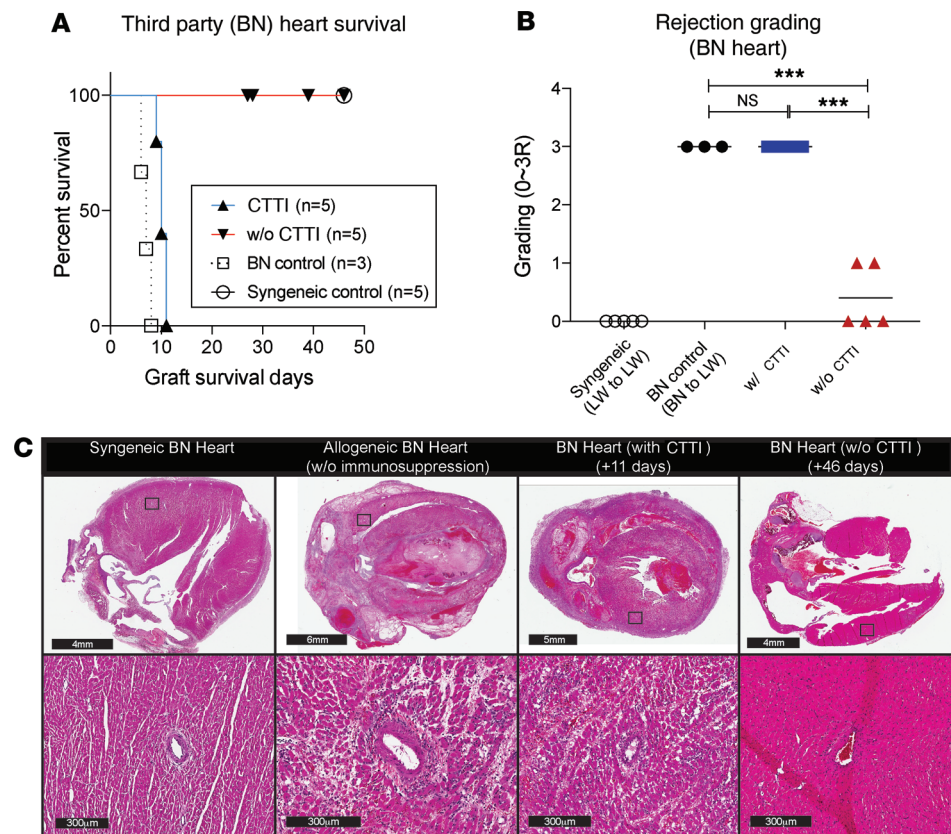 A
Third party (BN) heart survival
Percent survival
100
50
0
0
10
20
30
40
50
Graft survival days
CTTI (n=5)
w/o CTTI (n=5)
BN control (n=3)
Syngeneic control (n=5)
B
Rejection grading
(BN heart)
***
NS
***
Grading (0~3R)
4
3
2
1
0
Syngeneic
(LW to LW)
BN control
(BN to LW)
w/ CTTI
w/o CTTI
C
Syngeneic BN Heart
Allogeneic BN Heart
(w/o immunosuppression)
BN Heart (with CTTI )
(+11 days)
BN Heart (w/o CTTI )
(+46 days)
4mm
6mm
5mm
4mm
300μm
300μm
300μm
300μm